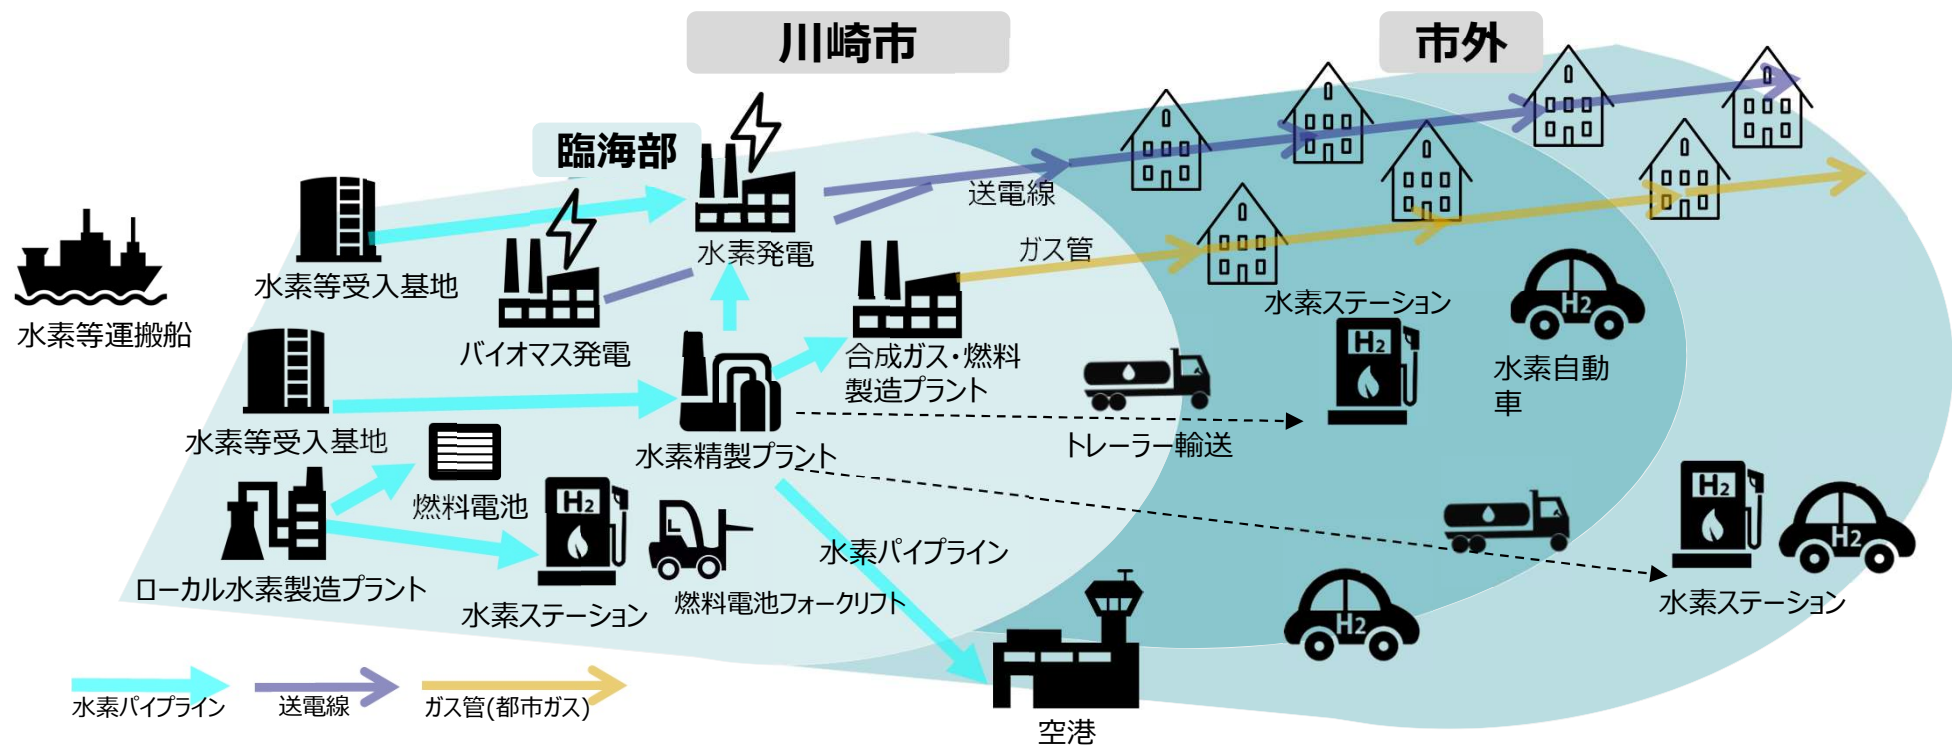 川崎市
市外
臨海部
送電線
水素発電
ガス管
水素等受入基地
水素ステーション
水素等運搬船
バイオマス発電
合成ガス・燃料
製造プラント
水素自動
車
H2
H2
水素等受入基地
水素精製プラント
トレーラー輸送
燃料電池
H2
H2
H2
水素パイプライン
ローカル水素製造プラント
水素ステーション
燃料電池フォークリフト
水素ステーション
H2
水素パイプライン
送電線
ガス管(都市ガス)
空港